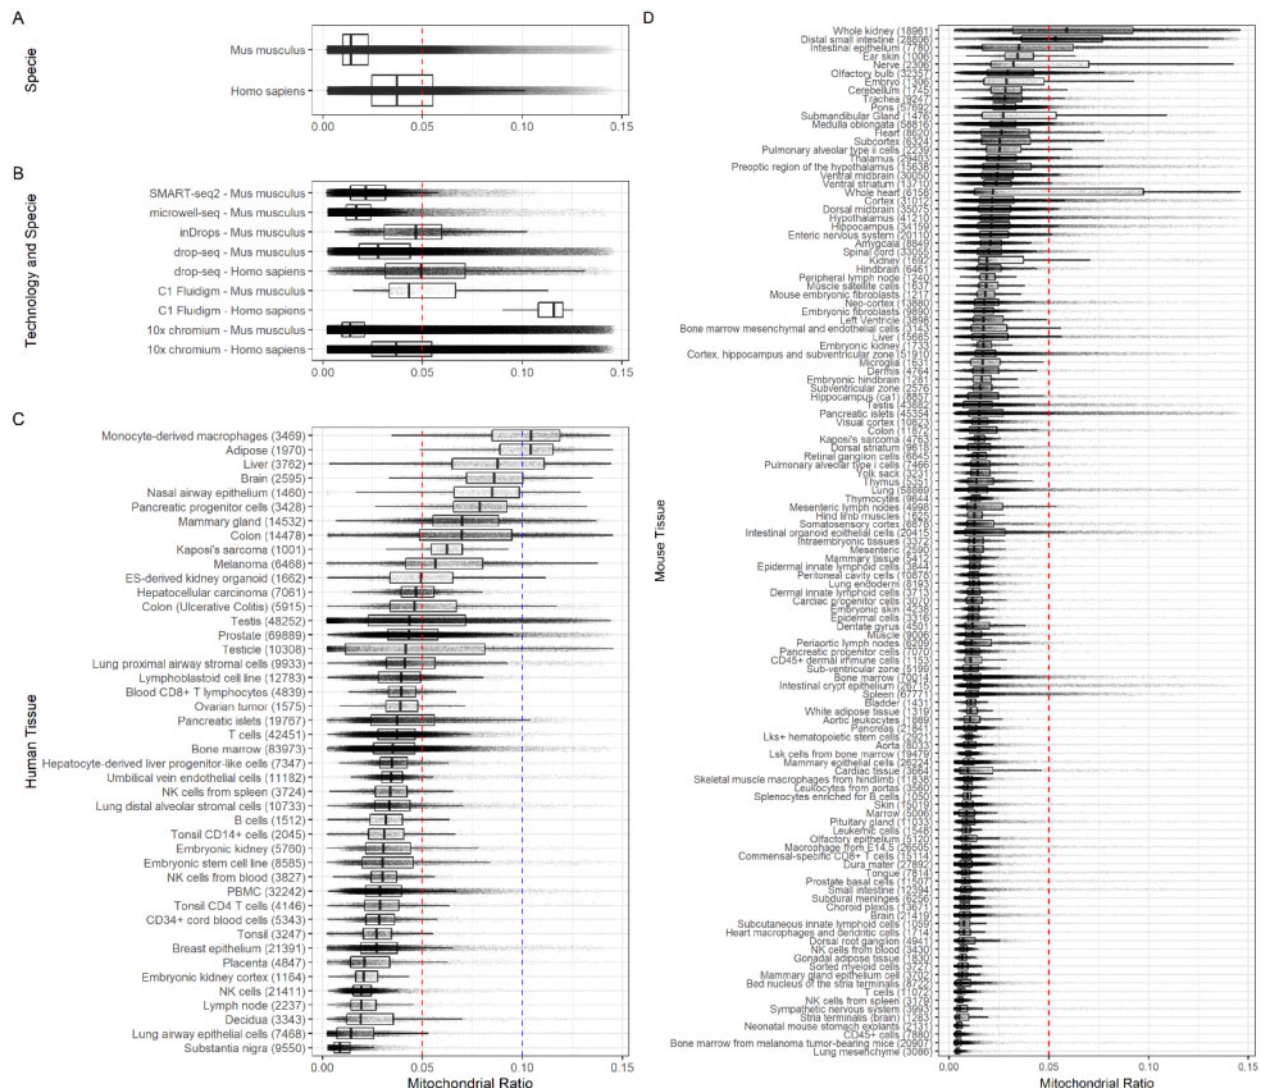 A
Specie
Mus musculus
Homo sapiens
0.00 0.05 0.10 0.15
B
Technology and Specie
SMART-seq2 - Mus musculus
microwell-seq - Mus musculus
inDrops - Mus musculus
drop-seq - Mus musculus
drop-seq - Homo sapiens
C1 Fluidigm - Mus musculus
C1 Fluidigm - Homo sapiens
10x chromium - Mus musculus
10x chromium - Homo sapiens
0.00 0.05 0.10 0.15
C
Human Tissue
Monocyte-derived macrophages (3469)
Adipose (1970)
Liver (3762)
Brain (2595)
Nasal airway epithelium (1460)
Pancreatic progenitor cells (3428)
Mammary gland (14532)
Colon (14478)
Kaposi's sarcoma (1001)
Melanoma (6468)
ES-derived kidney organoid (1662)
Hepatocellular carcinoma (7061)
Colon (Ulcerative Colitis) (5915)
Testis (48252)
Prostate (69889)
Testicle (10308)
Lung proximal airway stromal cells (9933)
Lymphoblastoid cell line (12783)
Blood CD8+ T lymphocytes (4839)
Ovarian tumor (1575)
Pancreatic islets (19767)
T cells (42451)
Bone marrow (83973)
Hepatocyte-derived liver progenitor-like cells (7347)
Umbilical vein endothelial cells (11182)
NK cells from spleen (3724)
Lung distal alveolar stromal cells (10733)
B cells (1512)
Tonsil CD14+ cells (2045)
Embryonic kidney (5760)
Embryonic stem cell line (8585)
NK cells from blood (3827)
PBMC (32242)
Tonsil CD4 T cells (4146)
CD34+ cord blood cells (5343)
Tonsil (3247)
Breast epithelium (21391)
Placenta (4847)
Embryonic kidney cortex (1164)
NK cells (21411)
Lymph node (2237)
Decidua (3343)
Lung airway epithelial cells (7468)
Substantia nigra (9550)
0.00 0.05 0.10 0.15
Mitochondrial Ratio
D
Mouse Tissue
Whole kidney (18961)
Distal small intestine (28806)
Intestinal epithelium (7780)
Ear skin (1006)
Nerve (2306)
Olfactory bulb (32357)
Embryo (1306)
Cerebellum (1745)
Trachea (9247)
Pons (57692)
Submandibular Gland (1476)
Medulla oblongata (58816)
Heart (8620)
Subcortex (6324)
Pulmonary alveolar type ii cells (2239)
Thalamus (29403)
Preoptic region of the hypothalamus (15638)
Ventral midbrain (30050)
Ventral striatum (13710)
Whole heart (6156)
Cortex (31012)
Dorsal midbrain (35075)
Hypothalamus (41210)
Hippocampus (34159)
Enteric nervous system (20110)
Amygdala (8849)
Spinal cord (33055)
Kidney (1692)
Hindbrain (6461)
Peripheral lymph node (1240)
Muscle satellite cells (1637)
Mouse embryonic fibroblasts (1217)
Neo-cortex (13880)
Embryonic fibroblasts (9890)
Left Ventricle (3898)
Bone marrow mesenchymal and endothelial cells (3143)
Liver (15685)
Embryonic kidney (1733)
Cortex, hippocampus and subventricular zone (51910)
Microglia (1631)
Dermis (4764)
Embryonic hindbrain (1281)
Subventricular zone (2576)
Hippocampus (ca1) (8857)
Testis (43882)
Pancreatic islets (45354)
Visual cortex (10823)
Colon (11872)
Kaposi's sarcoma (4763)
Dorsal striatum (9618)
Retinal ganglion cells (6845)
Pulmonary alveolar type i cells (7466)
Yolk sack (3231)
Thymus (5351)
Lung (58869)
Thymocytes (9644)
Mesenteric lymph nodes (4998)
Hind limb muscles (1625)
Somatosensory cortex (6878)
Intestinal organoid epithelial cells (20415)
Intraembryonic tissues (3372)
Mesenteric (2590)
Mammary tissue (5412)
Epidermal innate lymphoid cells (3844)
Peritoneal cavity cells (10878)
Lung endoderm (8193)
Dermal innate lymphoid cells (3713)
Cardiac progenitor cells (3070)
Embryonic skin (4238)
Epidermal cells (3316)
Dentate gyrus (4501)
Muscle (9006)
Periaortic lymph nodes (6209)
Pancreatic progenitor cells (7070)
CD45+ dermal immune cells (1153)
Sub-ventricular zone (5199)
Bone marrow (70014)
Intestinal crypt epithelium (26715)
Spleen (67771)
Bladder (1431)
White adipose tissue (1319)
Aortic leukocytes (1869)
Pancreas (21841)
Lks+ hematopoietic stem cells (2921)
Aorta (8033)
Lsk cells from bone marrow (19479)
Mammary epithelial cells (26224)
Cardiac tissue (3664)
Skeletal muscle macrophages from hindlimb (11838)
Leukocytes from aortas (3560)
Splenocytes enriched for B cells (1050)
Skin (15019)
Marrow (5006)
Pituitary gland (11033)
Leukemic cells (1548)
Olfactory epithelium (5120)
Macrophage from E14.5 (26505)
Commensal-specific CD8+ T cells (15114)
Dura mater (27892)
Tongue (7814)
Prostate basal cells (11507)
Small intestine (12394)
Subdural meninges (6256)
Choroid plexus (13671)
Brain (21419)
Subcutaneous innate lymphoid cells (1059)
Heart macrophages and dendritic cells (1714)
Dorsal root ganglion (4941)
NK cells from blood (3430)
Gonadal adipose tissue (1830)
Sorted myeloid cells (3727)
Mammary gland epithelium cell (3702)
Bed nucleus of the stria terminalis (8722)
T cells (11072)
NK cells from spleen (3179)
Sympathetic nervous system (3993)
Stria terminalis (brain) (1283)
Neonatal mouse stomach explants (2131)
CD45+ cells (7880)
Bone marrow from melanoma tumor-bearing mice (20907)
Lung mesenchyme (3086)
0.00 0.05 0.10 0.15
Mitochondrial Ratio